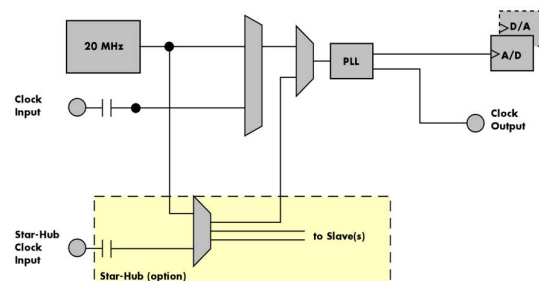 20 MHz
PLL
D/A
A/D
Clock
Input
Clock
Output
Star-Hub
Clock
Input
to Slave(s)
Star-Hub (option)